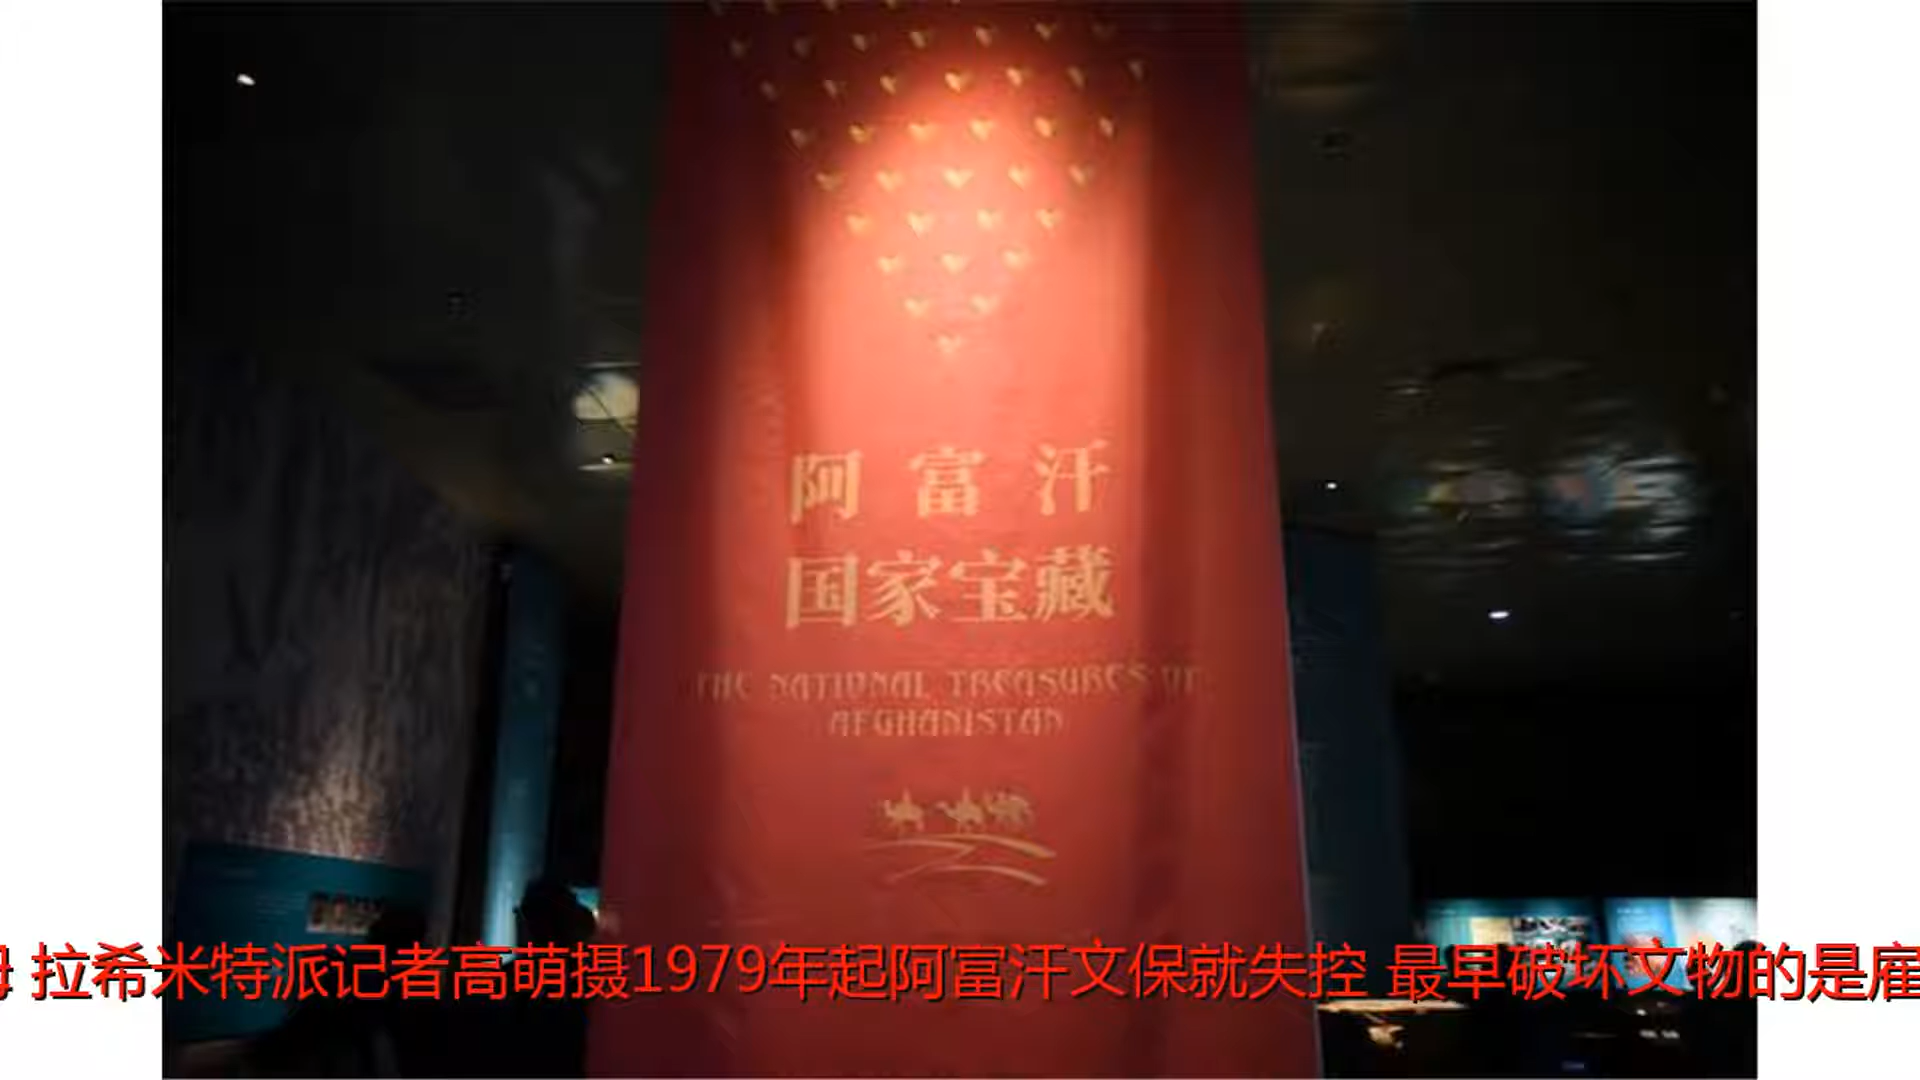 阿富汗
国家宝藏
THE NATIONAL TREASURES OF
AFGHANISTAN
拉希米特派记者高萌摄1979年起阿富汗文保就失控 最早破坏文物的是雇